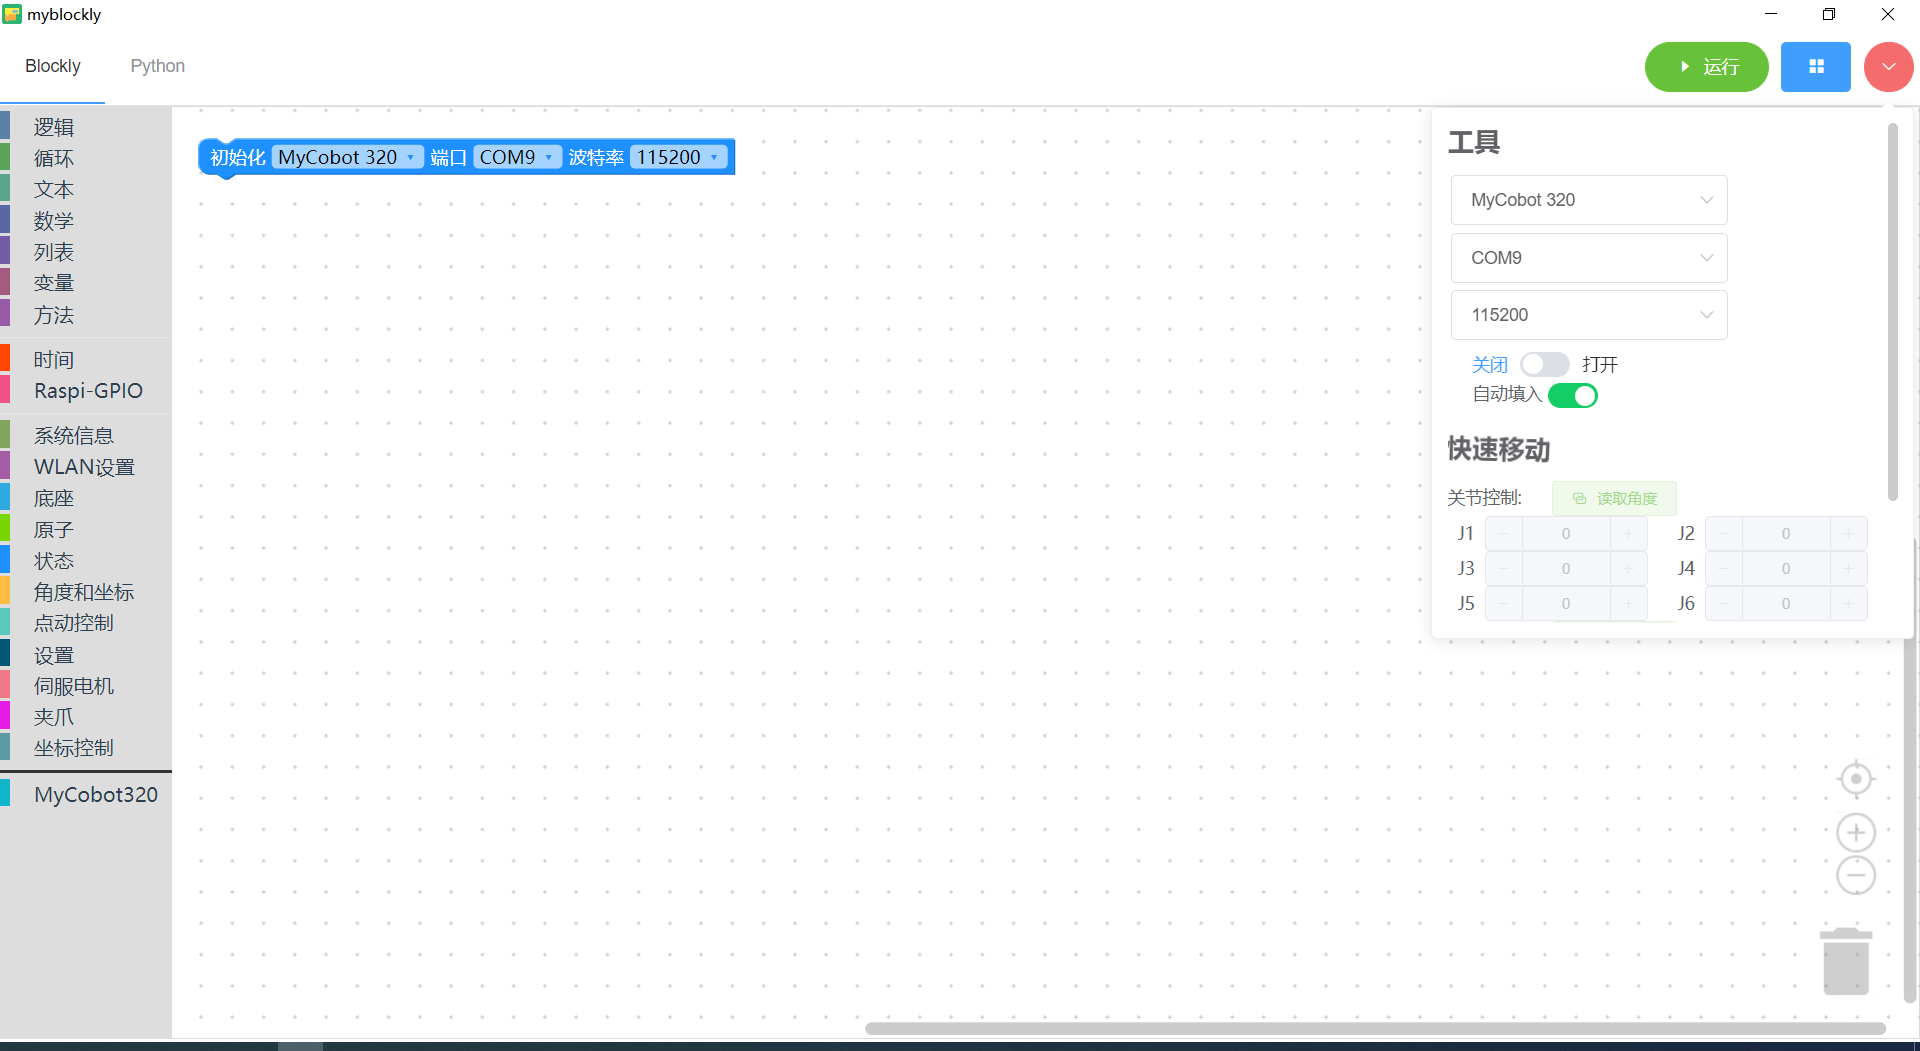 myblockly
Blockly
Python
运行
逻辑
循环
文本
数学
列表
变量
方法
时间
Raspi-GPIO
系统信息
WLAN设置
底座
原子
状态
角度和坐标
点动控制
设置
伺服电机
夹爪
坐标控制
MyCobot320
初始化 MyCobot 320 端口 COM9 波特率 115200
工具
MyCobot 320
COM9
115200
关闭 打开
自动填入
快速移动
关节控制: 读取角度
J1 − 0 + J2 − 0 +
J3 − 0 + J4 − 0 +
J5 − 0 + J6 − 0 +